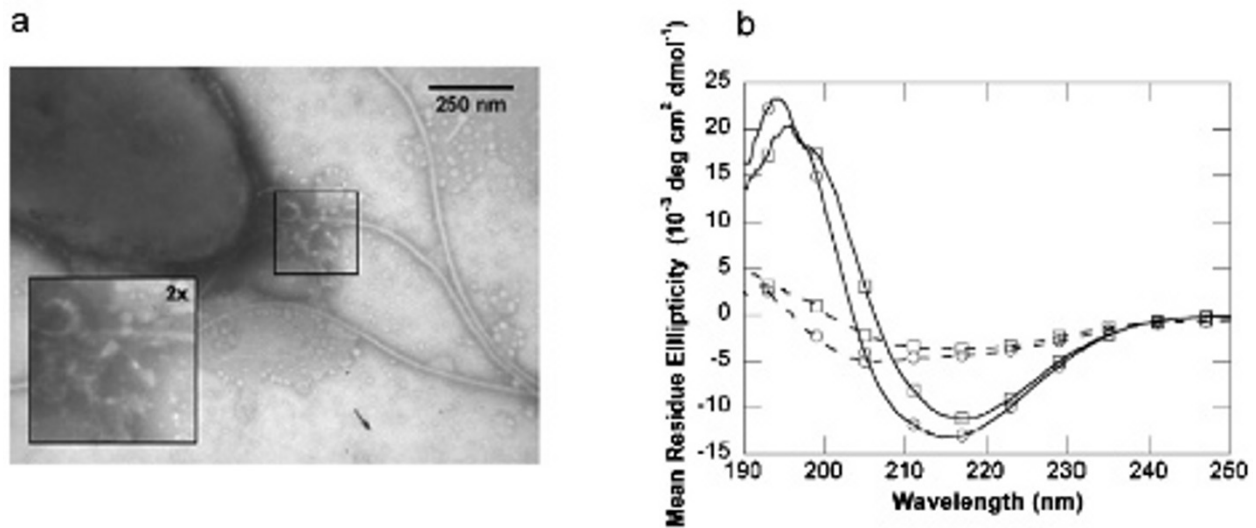 a
b
250 nm
2x
Mean Residue Ellipticity (10⁻³ deg cm² dmol⁻¹)
25
20
15
10
5
0
-5
-10
-15
190 200 210 220 230 240 250
Wavelength (nm)